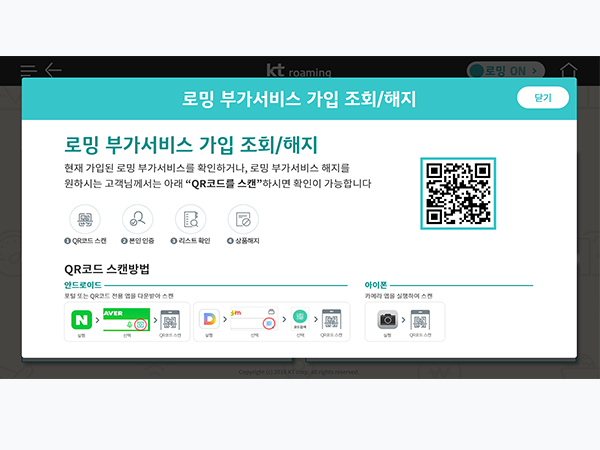 kt roaming
로밍 ON >
로밍 부가서비스 가입 조회/해지
닫기
로밍 부가서비스 가입 조회/해지
현재 가입된 로밍 부가서비스를 확인하거나, 로밍 부가서비스 해지를
원하시는 고객님께서는 아래 “QR코드를 스캔”하시면 확인이 가능합니다
❶ QR코드 스캔 ❷ 본인 인증 ❸ 리스트 확인 ❹ 상품해지
QR코드 스캔방법
안드로이드
포털 또는 QR코드 전용 앱을 다운받아 스캔
N > AVER >
실행 선택 QR코드 스캔
D > m > 코드검색 >
실행 선택 선택 QR코드 스캔
아이폰
카메라 앱을 실행하여 스캔
실행 QR코드 스캔
Copyright (c) 2018 KT corp. All rights reserved.